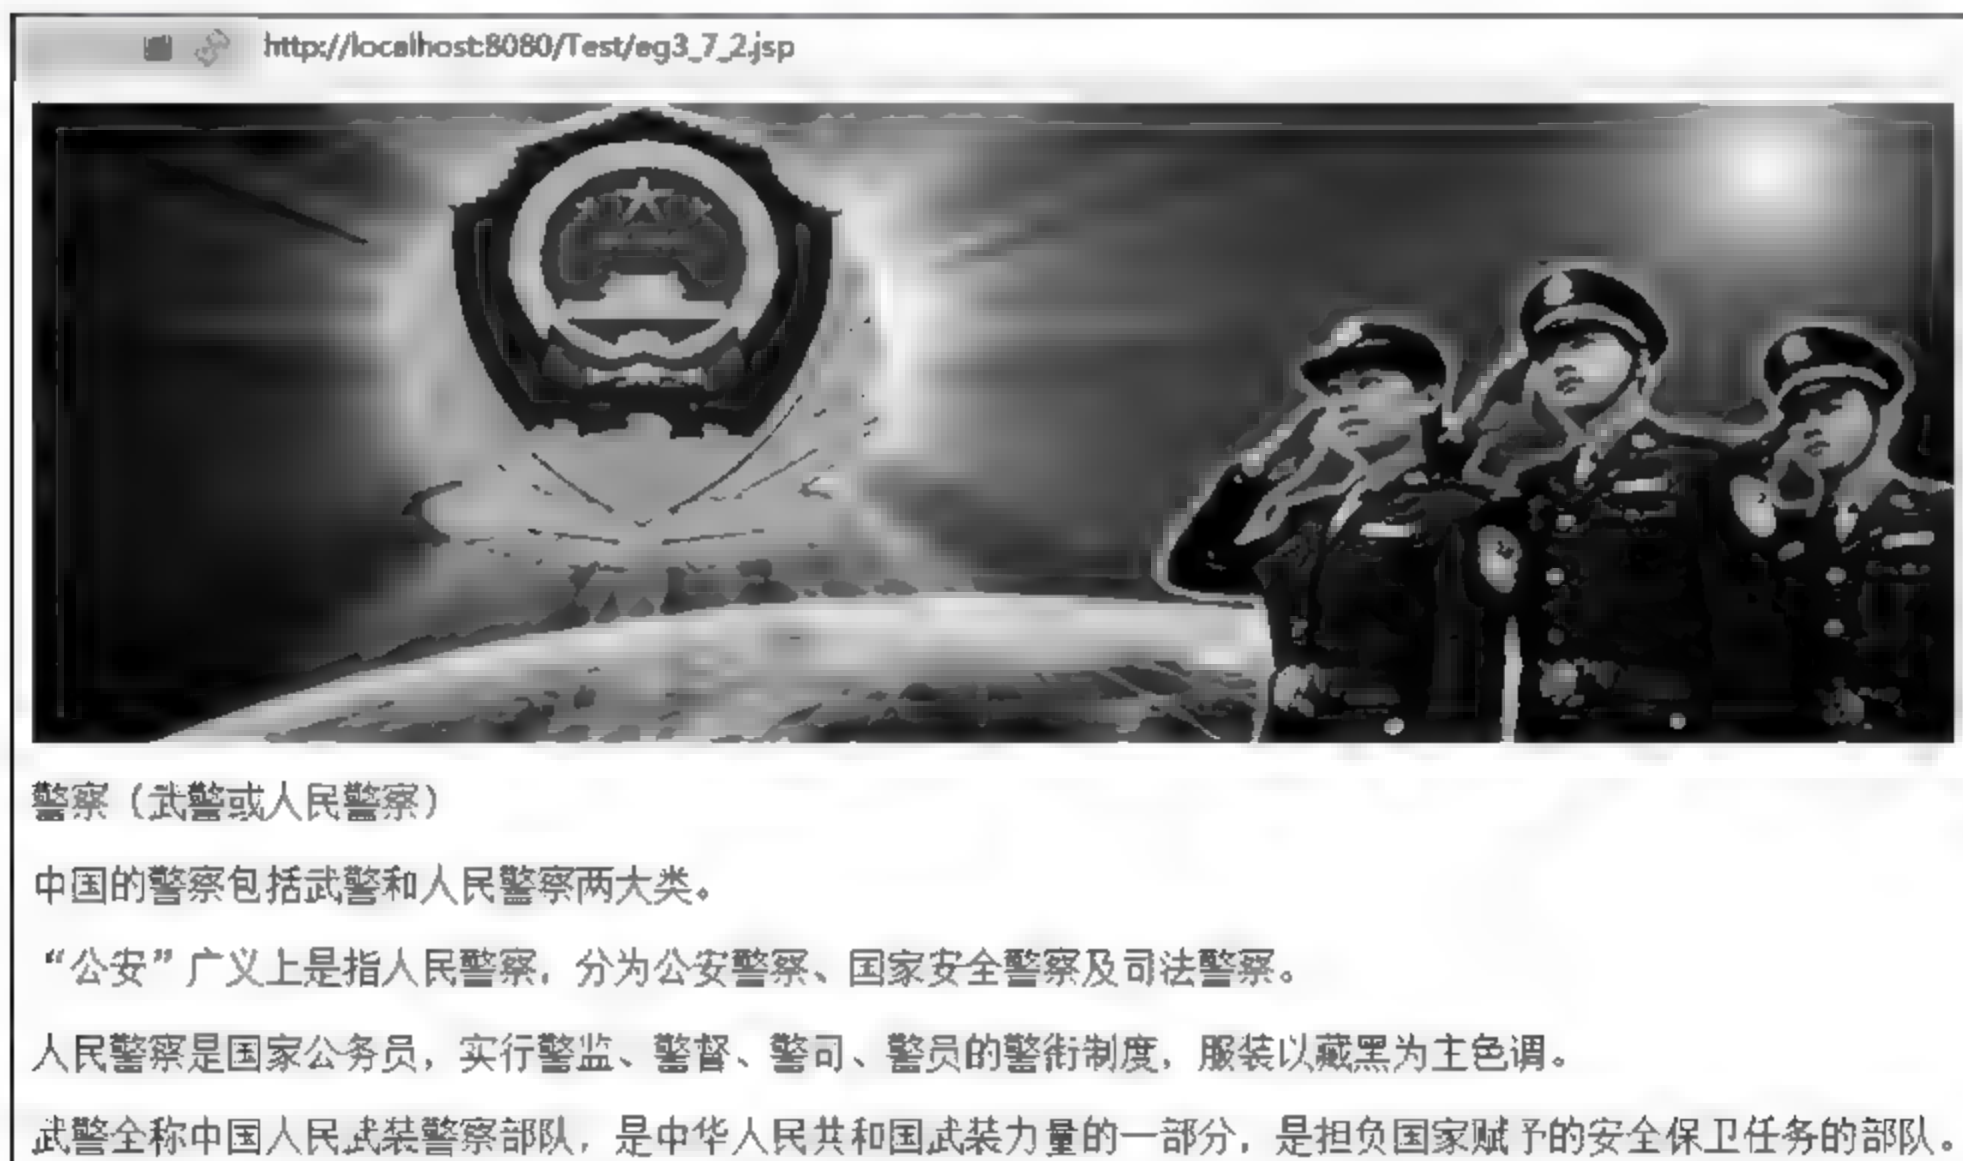 http://localhost:8080/Test/eg3_7_2.jsp
警察（武警或人民警察）
中国的警察包括武警和人民警察两大类。
“公安”广义上是指人民警察，分为公安警察、国家安全警察及司法警察。
人民警察是国家公务员，实行警监、警督、警司、警员的警衔制度，服装以藏黑为主色调。
武警全称中国人民武装警察部队，是中华人民共和国武装力量的一部分，是担负国家赋予的安全保卫任务的部队。